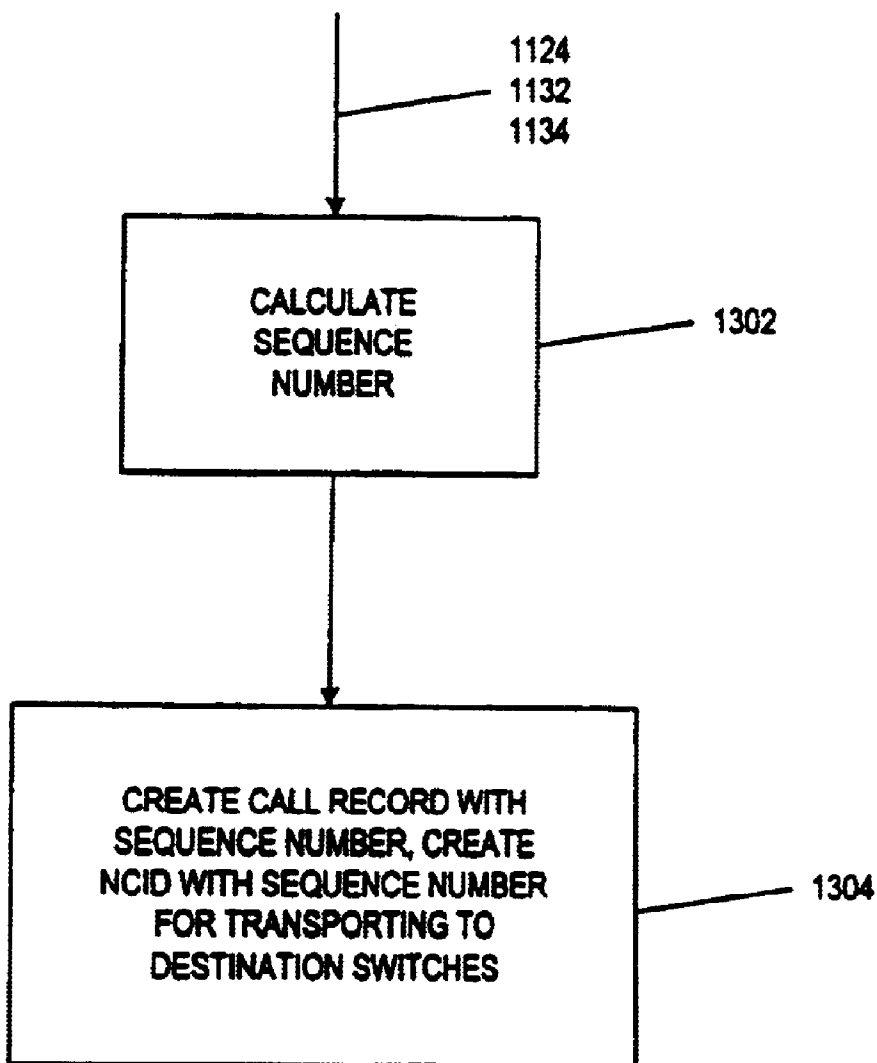 1124
1132
1134
CALCULATE
SEQUENCE
NUMBER
1302
CREATE CALL RECORD WITH
SEQUENCE NUMBER, CREATE
NCID WITH SEQUENCE NUMBER
FOR TRANSPORTING TO
DESTINATION SWITCHES
1304